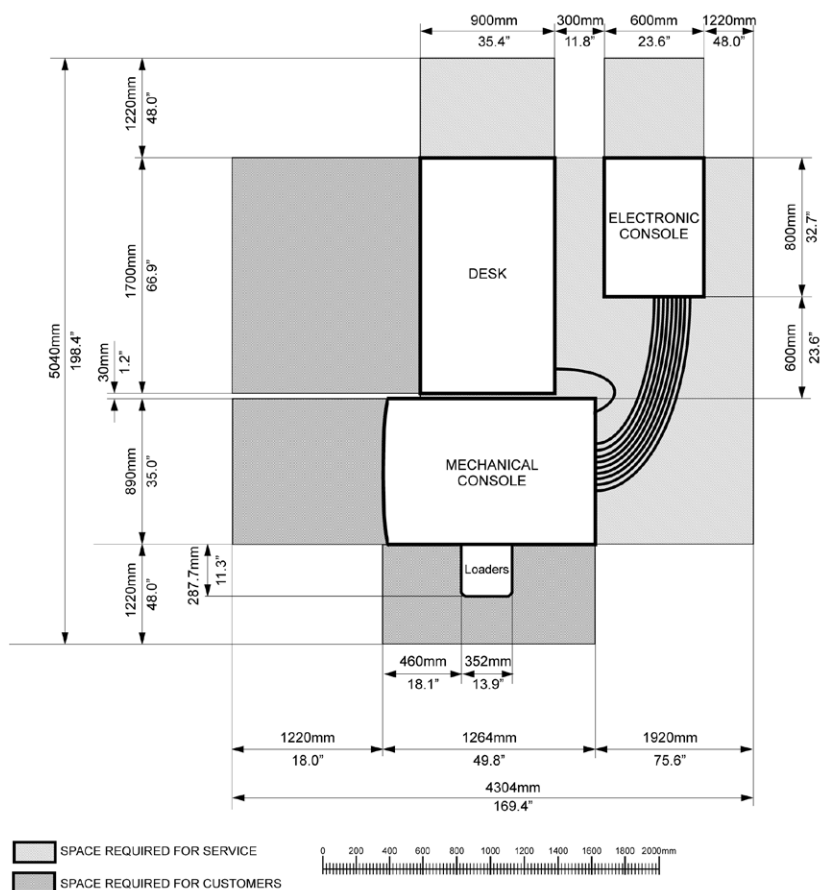 900mm
35.4"
300mm
11.8"
600mm
23.6"
1220mm
48.0"
1220mm
48.0"
1700mm
66.9"
5040mm
198.4"
30mm
1.2"
890mm
35.0"
1220mm
48.0"
287.7mm
11.3"
DESK
ELECTRONIC
CONSOLE
800mm
32.7"
600mm
23.6"
MECHANICAL
CONSOLE
Loaders
460mm
18.1"
352mm
13.9"
1220mm
18.0"
1264mm
49.8"
1920mm
75.6"
4304mm
169.4"
SPACE REQUIRED FOR SERVICE
SPACE REQUIRED FOR CUSTOMERS
0 200 400 600 800 1000 1200 1400 1600 1800 2000mm